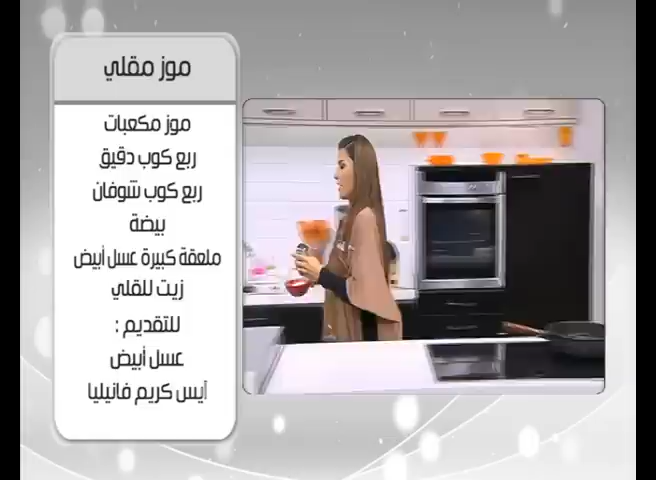 موز مقلي
موز مكعبات
ربع كوب دقيق
ربع كوب شوفان
بيضة
ملعقة كبيرة عسل أبيض
زيت للقلي
للتقديم :
عسل أبيض
آيس كريم فانيليا